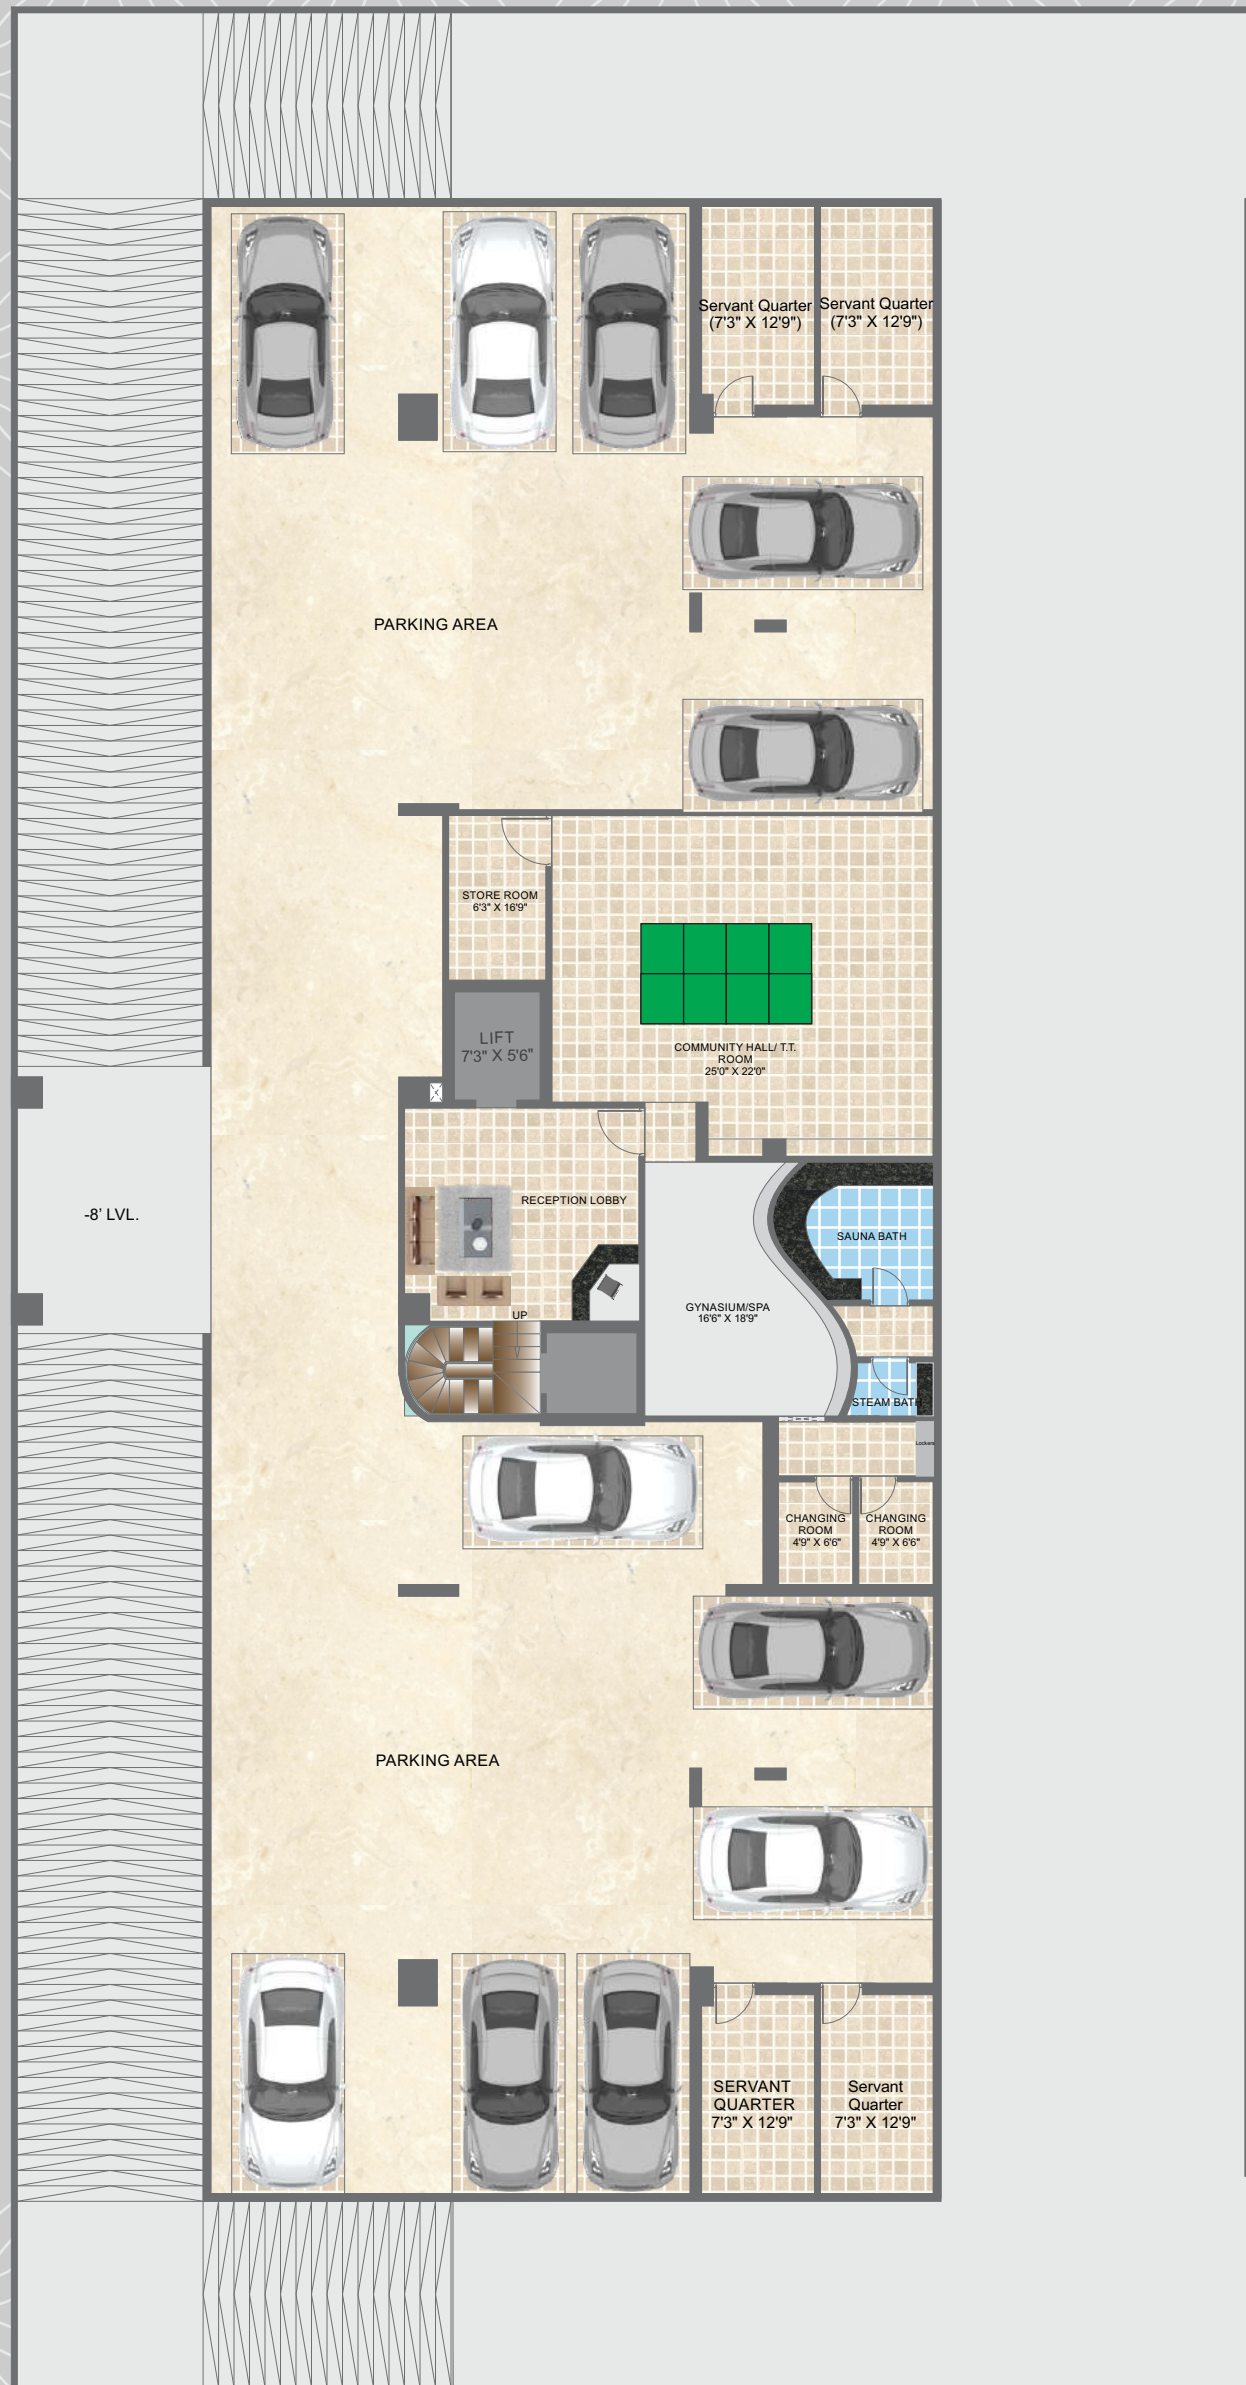 Servant Quarter
(7'3" X 12'9")
Servant Quarter
(7'3" X 12'9")
PARKING AREA
STORE ROOM
6'3" X 16'9"
LIFT
7'3" X 5'6"
COMMUNITY HALL/ T.T.
ROOM
25'0" X 22'0"
RECEPTION LOBBY
-8' LVL.
SAUNA BATH
GYNASIUM/SPA
16'6" X 18'9"
UP
STEAM BATH
Lockers
CHANGING
ROOM
4'9" X 6'6"
CHANGING
ROOM
4'9" X 6'6"
PARKING AREA
SERVANT
QUARTER
7'3" X 12'9"
Servant
Quarter
7'3" X 12'9"